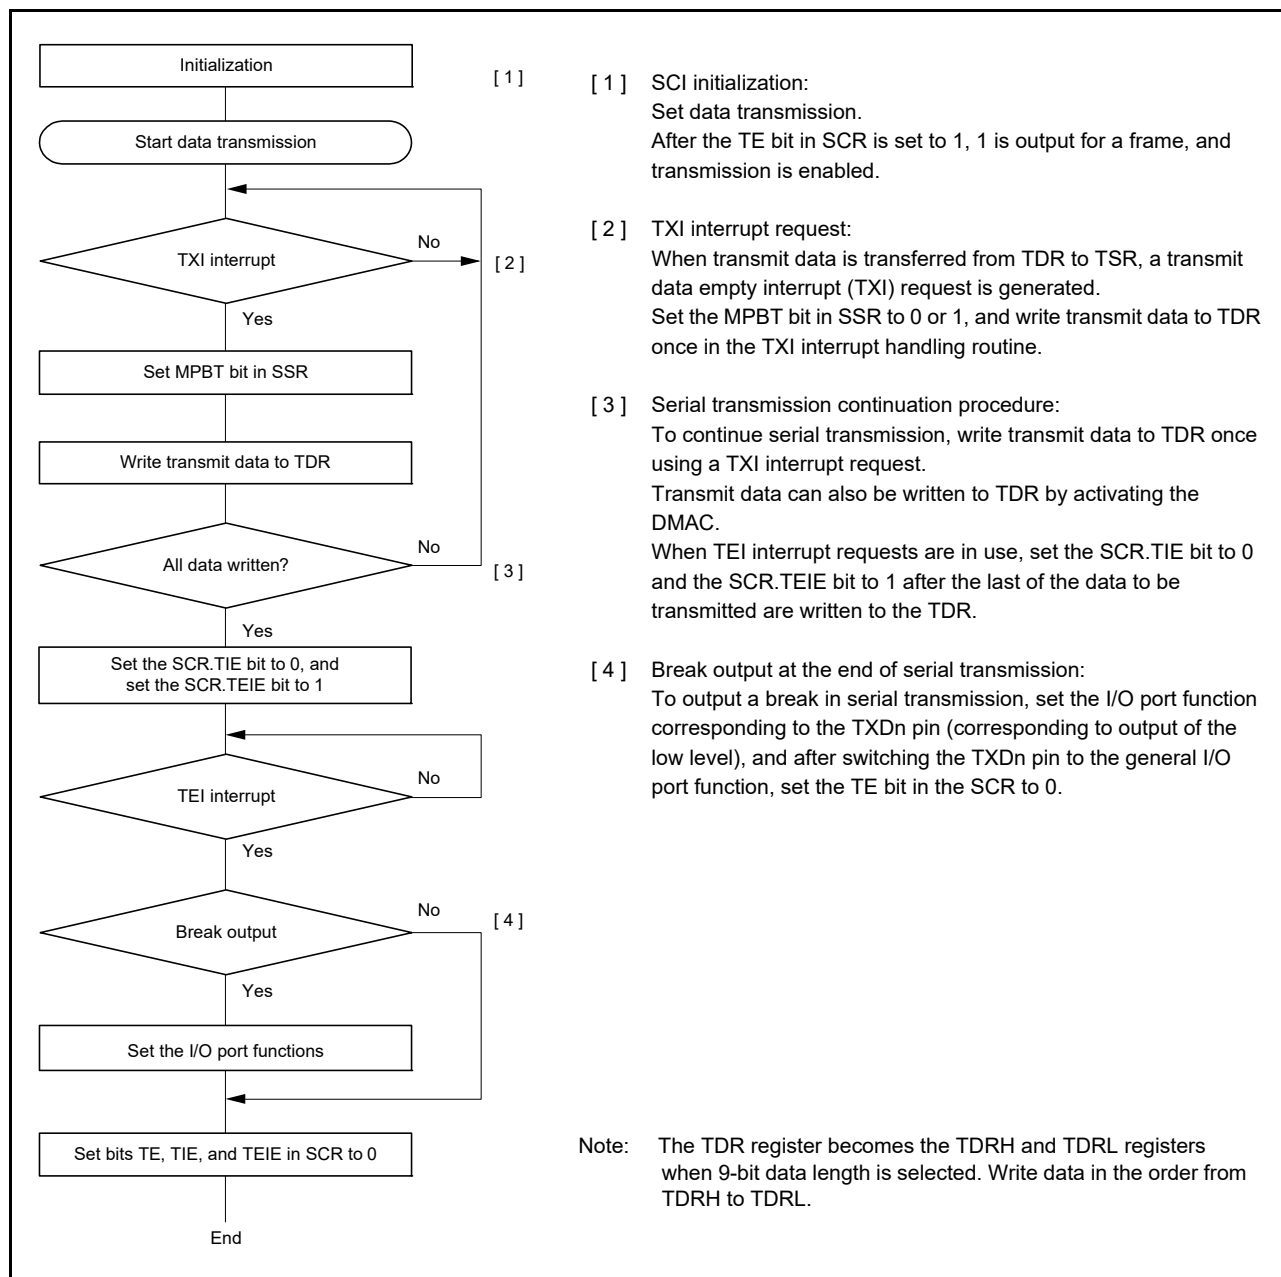 Initialization
[ 1 ]
Start data transmission
TXI interrupt
No
[ 2 ]
Yes
Set MPBT bit in SSR
Write transmit data to TDR
All data written?
No
[ 3 ]
Yes
Set the SCR.TIE bit to 0, and
set the SCR.TEIE bit to 1
TEI interrupt
No
Yes
Break output
No
[ 4 ]
Yes
Set the I/O port functions
Set bits TE, TIE, and TEIE in SCR to 0
End
[ 1 ] SCI initialization:
Set data transmission.
After the TE bit in SCR is set to 1, 1 is output for a frame, and
transmission is enabled.
[ 2 ] TXI interrupt request:
When transmit data is transferred from TDR to TSR, a transmit
data empty interrupt (TXI) request is generated.
Set the MPBT bit in SSR to 0 or 1, and write transmit data to TDR
once in the TXI interrupt handling routine.
[ 3 ] Serial transmission continuation procedure:
To continue serial transmission, write transmit data to TDR once
using a TXI interrupt request.
Transmit data can also be written to TDR by activating the
DMAC.
When TEI interrupt requests are in use, set the SCR.TIE bit to 0
and the SCR.TEIE bit to 1 after the last of the data to be
transmitted are written to the TDR.
[ 4 ] Break output at the end of serial transmission:
To output a break in serial transmission, set the I/O port function
corresponding to the TXDn pin (corresponding to output of the
low level), and after switching the TXDn pin to the general I/O
port function, set the TE bit in the SCR to 0.
Note: The TDR register becomes the TDRH and TDRL registers
when 9-bit data length is selected. Write data in the order from
TDRH to TDRL.